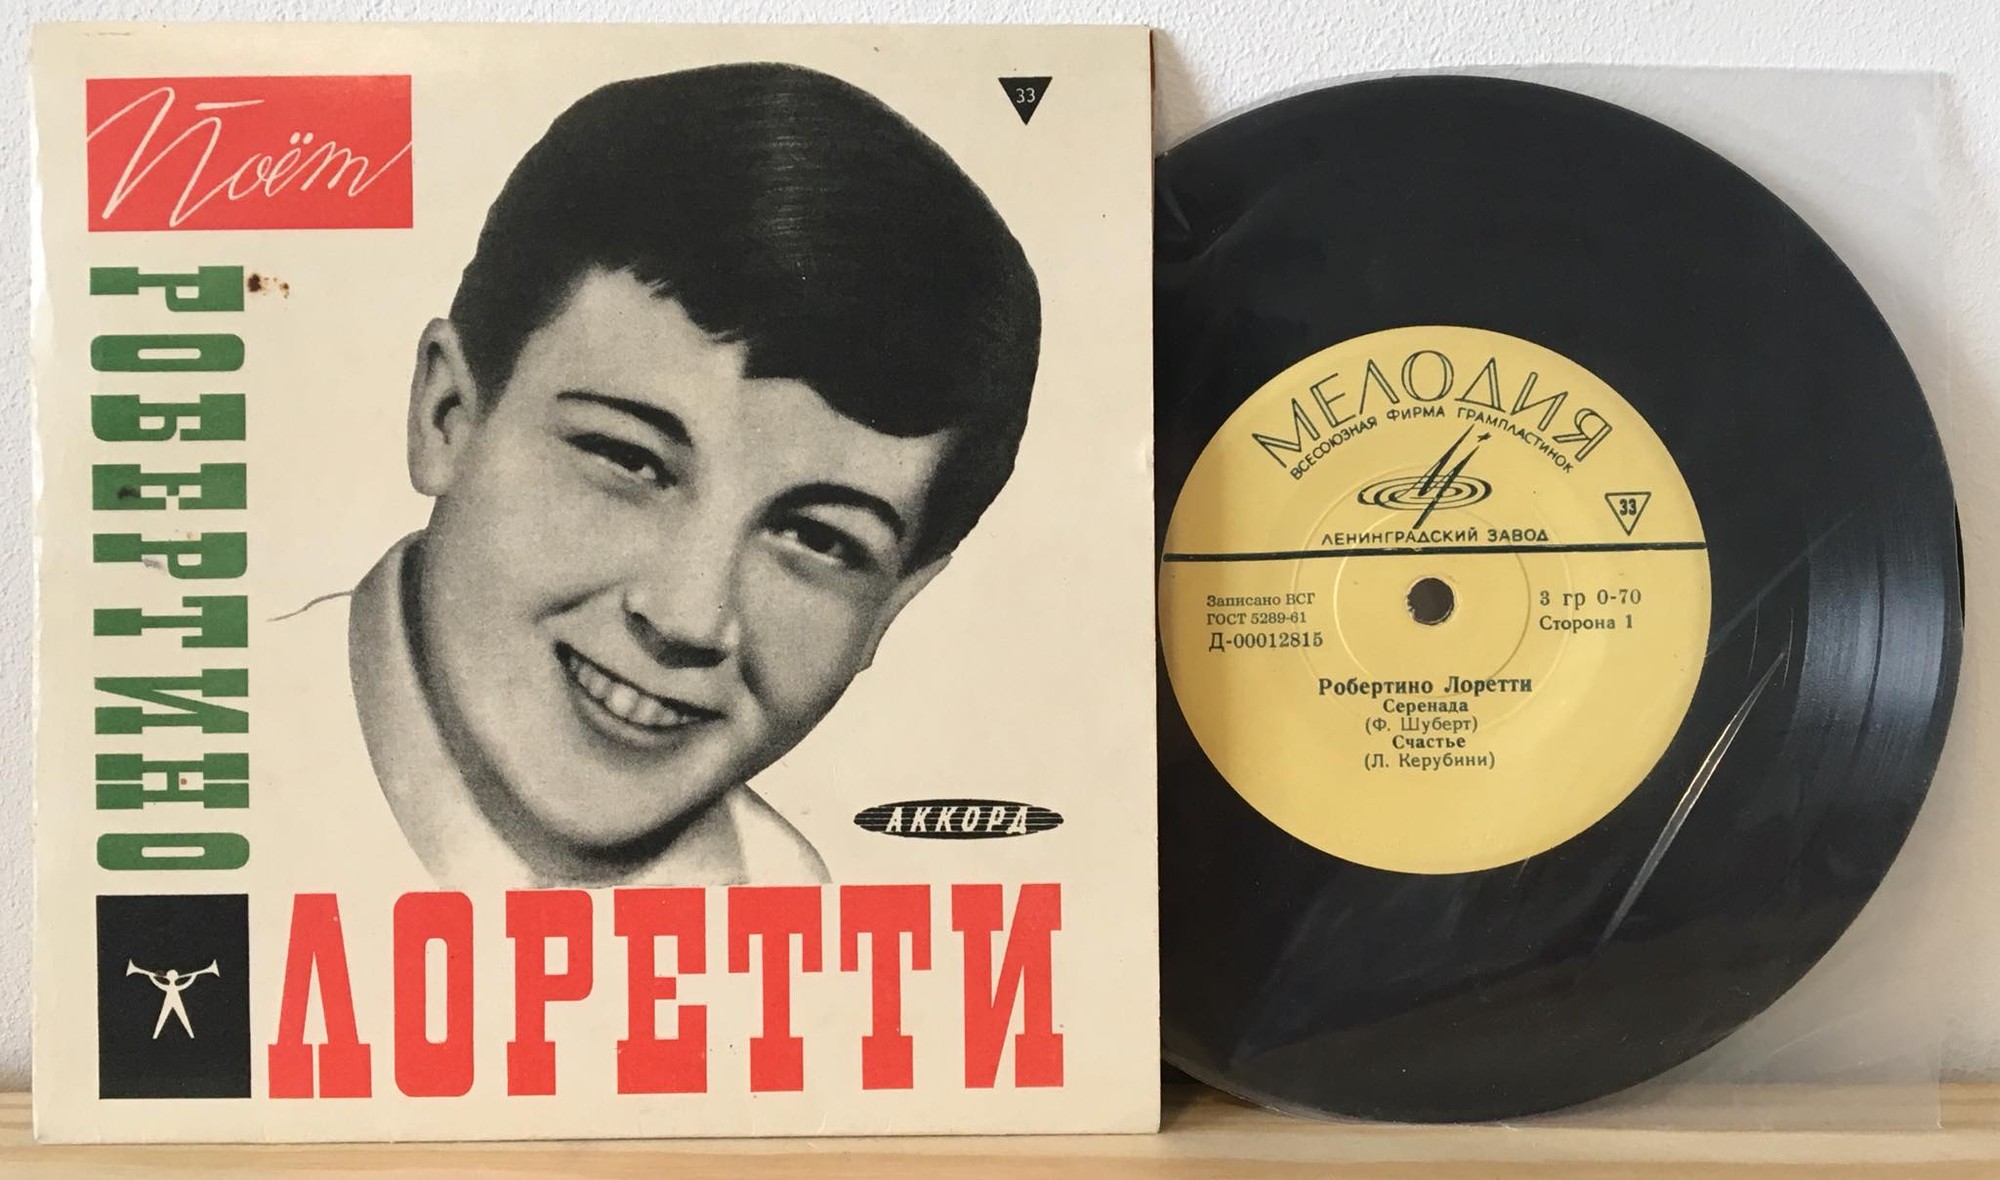 Поёт
33
РОБЕРТИНО
АККОРД
ЛОРЕТТИ
МЕЛОДИЯ
ВСЕСОЮЗНАЯ ФИРМА ГРАМПЛАСТИНОК
33
ЛЕНИНГРАДСКИЙ ЗАВОД
Записано ВСГ
ГОСТ 5289-61
Д-00012815
3 гр 0-70
Сторона 1
Робертино Лоретти
Серенада
(Ф. Шуберт)
Счастье
(Л. Керубини)